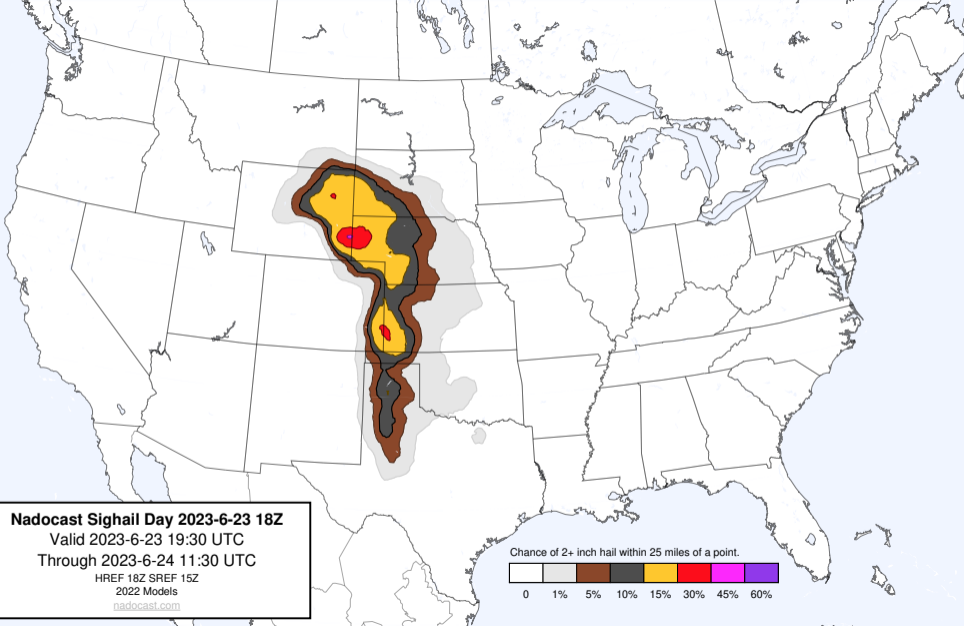 Nadocast Sighail Day 2023-6-23 18Z
Valid 2023-6-23 19:30 UTC
Through 2023-6-24 11:30 UTC
HREF 18Z SREF 15Z
2022 Models
nadocast.com
Chance of 2+ inch hail within 25 miles of a point.
0 1% 5% 10% 15% 30% 45% 60%